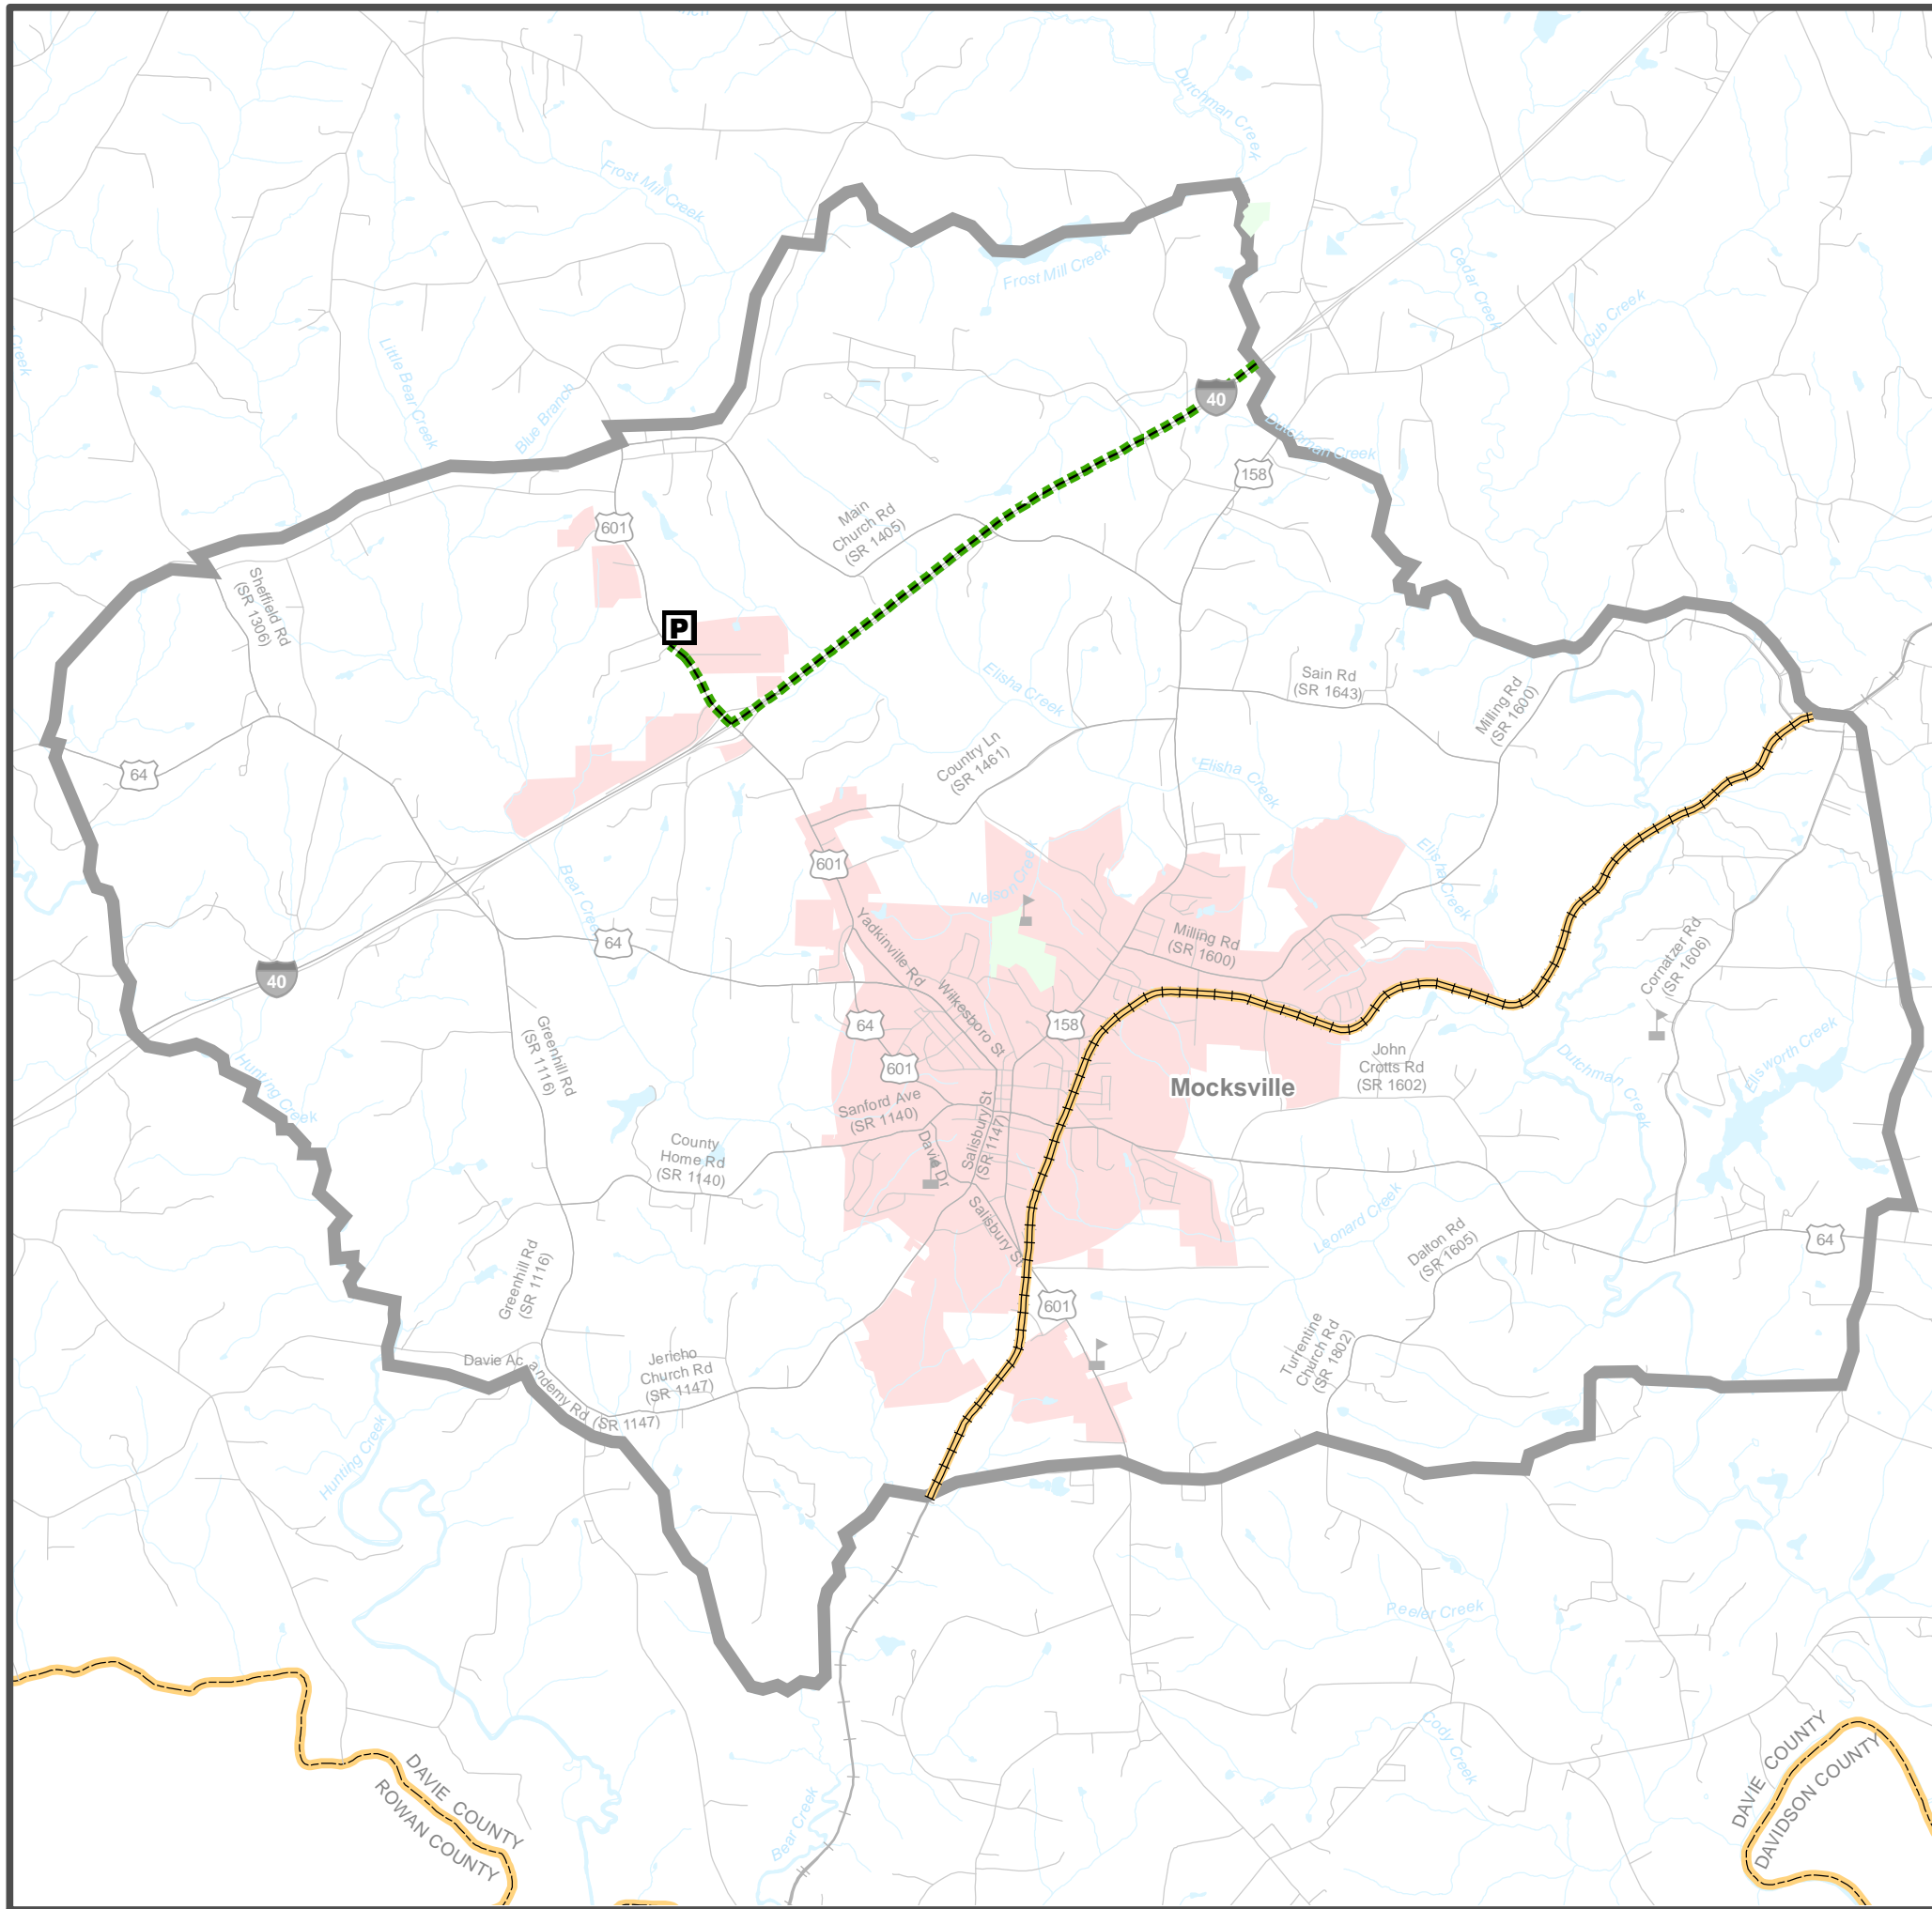 Dutchman Creek
Frost Mill Creek
Frost Mill Creek
Cedar Creek
Cub Creek
Creek
Little Bear Creek
Blue Branch
40
Dutchman Creek
158
601
Main
Church Rd
(SR 1405)
Sheffield Rd
(SR 1306)
P
Elisha Creek
Sain Rd
(SR 1643)
Milling Rd
(SR 1600)
64
Country Ln
(SR 1461)
Elisha Creek
601
Elisha Creek
Bear Creek
Nelson Creek
64
Yadkinville Rd
Milling Rd
(SR 1600)
Cornatzer Rd
(SR 1606)
40
Wilkesboro St
64
158
Greenhill Rd
(SR 1116)
601
John
Crotts Rd
(SR 1602)
Dutchman Creek
Ellsworth Creek
Hunting Creek
Mocksville
Sanford Ave
(SR 1140)
Salisbury St
(SR 1147)
County
Home Rd
(SR 1140)
Davie Dr
Salisbury St
Leonard Creek
Dalton Rd
(SR 1605)
64
Greenhill Rd
(SR 1116)
601
Turrentine
Church Rd
(SR 1802)
Davie Ac andemy Rd (SR 1147)
Jericho
Church Rd
(SR 1147)
Hunting Creek
Peeler Creek
Cody Creek
DAVIE COUNTY
ROWAN COUNTY
Bear Creek
DAVIE COUNTY
DAVIDSON COUNTY